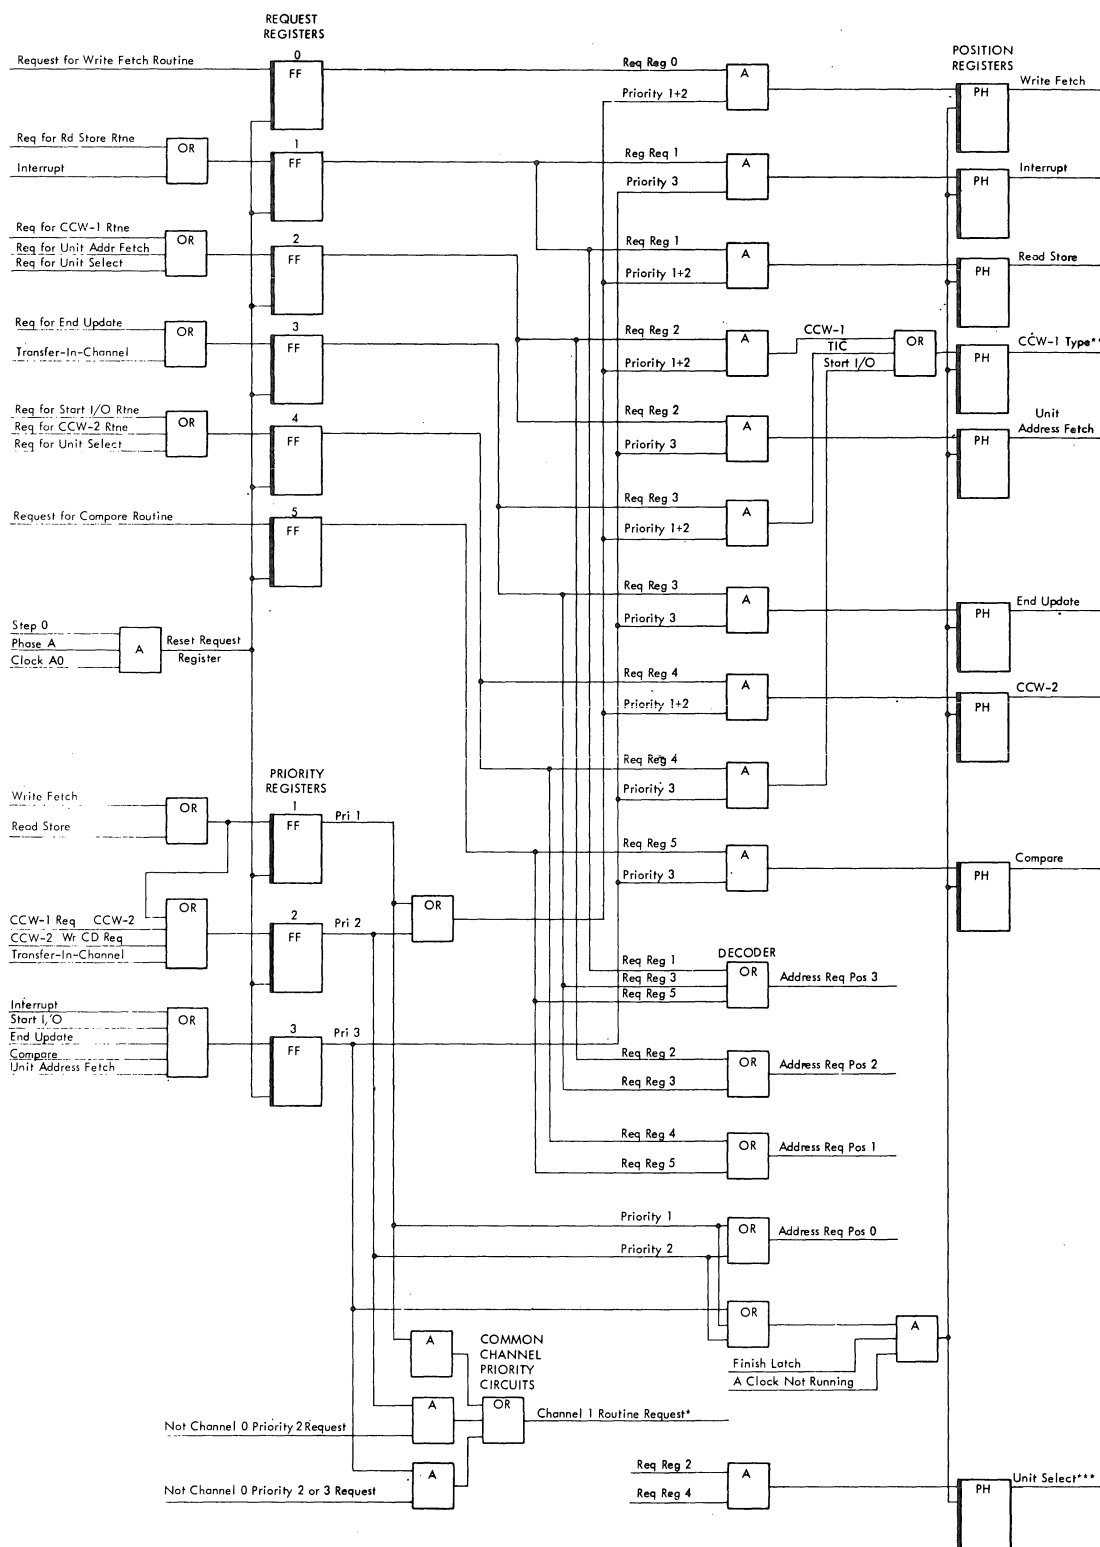 REQUEST
REGISTERS
0
FF
Request for Write Fetch Routine
Req Reg 0
Priority 1+2
A
POSITION
REGISTERS
PH
Write Fetch
Req for Rd Store Rtne
Interrupt
OR
1
FF
Reg Req 1
Priority 3
A
PH
Interrupt
Req for CCW-1 Rtne
Req for Unit Addr Fetch
Req for Unit Select
OR
2
FF
Req Reg 1
Priority 1+2
A
PH
Read Store
Req for End Update
Transfer-In-Channel
OR
3
FF
Req Reg 2
Priority 1+2
A
CCW-1
TIC
Start I/O
OR
PH
CCW-1 Type**
Req for Start I/O Rtne
Req for CCW-2 Rtne
Req for Unit Select
OR
4
FF
Req Reg 2
Priority 3
A
PH
Unit
Address Fetch
Request for Compare Routine
5
FF
Req Reg 3
Priority 1+2
A
Step 0
Phase A
Clock A0
A
Reset Request
Register
Req Reg 3
Priority 3
A
PH
End Update
Req Reg 4
Priority 1+2
A
PH
CCW-2
Req Reg 4
Priority 3
A
PRIORITY
REGISTERS
Write Fetch
Read Store
OR
1
FF
Pri 1
Req Reg 5
Priority 3
A
PH
Compare
CCW-1 Req CCW-2
CCW-2 Wr CD Req
Transfer-In-Channel
OR
2
FF
Pri 2
OR
DECODER
Req Reg 1
Req Reg 3
Req Reg 5
OR
Address Req Pos 3
Interrupt
Start I/O
End Update
Compare
Unit Address Fetch
OR
3
FF
Pri 3
Req Reg 2
Req Reg 3
OR
Address Req Pos 2
Req Reg 4
Req Reg 5
OR
Address Req Pos 1
Priority 1
Priority 2
OR
Address Req Pos 0
OR
Finish Latch
A Clock Not Running
A
A
COMMON
CHANNEL
PRIORITY
CIRCUITS
Not Channel 0 Priority 2 Request
A
OR
Channel 1 Routine Request*
Not Channel 0 Priority 2 or 3 Request
A
Req Reg 2
Req Reg 4
A
PH
Unit Select***